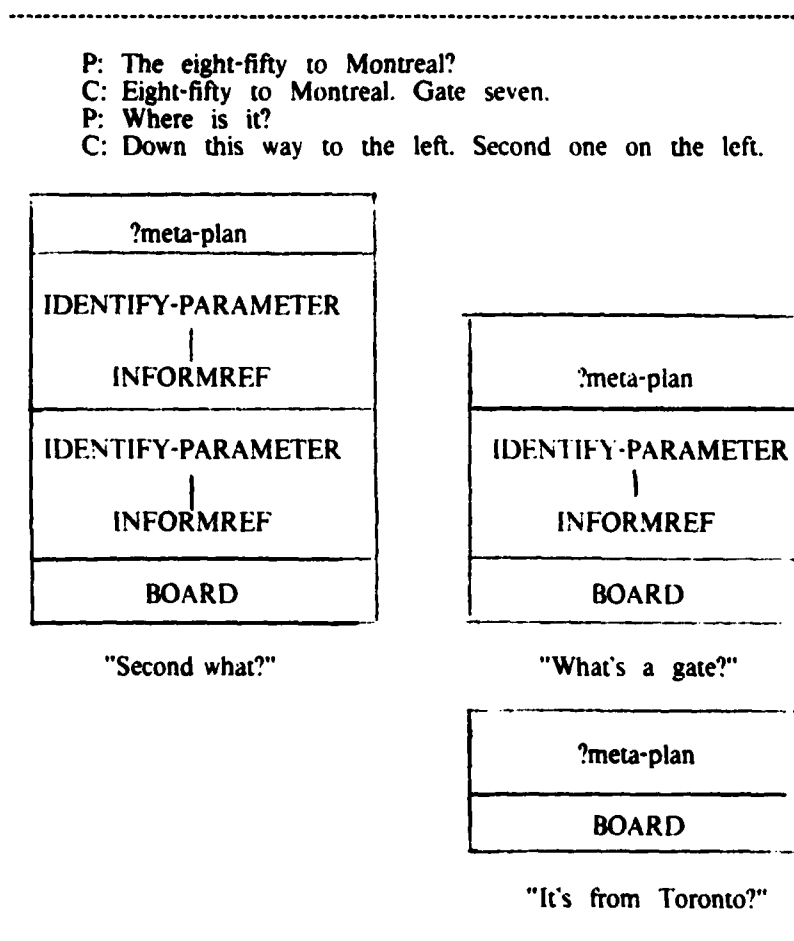 P: The eight-fifty to Montreal?
C: Eight-fifty to Montreal. Gate seven.
P: Where is it?
C: Down this way to the left. Second one on the left.
?meta-plan
IDENTIFY-PARAMETER
INFORMREF
IDENTIFY-PARAMETER
INFORMREF
BOARD
"Second what?"
?meta-plan
IDENTIFY-PARAMETER
INFORMREF
BOARD
"What's a gate?"
?meta-plan
BOARD
"It's from Toronto?"